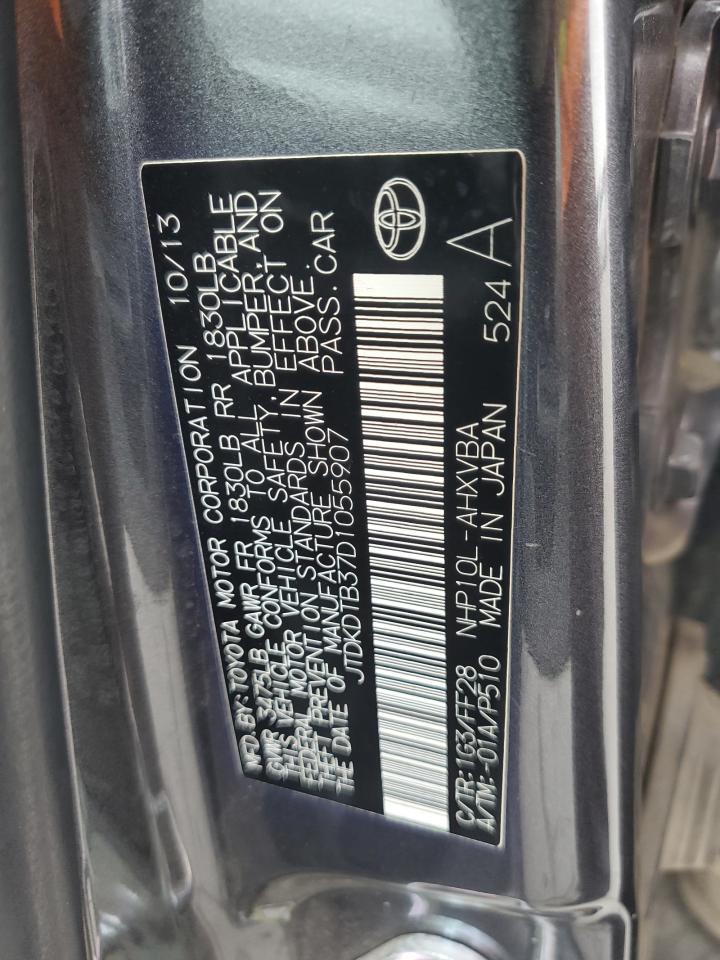 MFD. BY: TOYOTA MOTOR CORPORATION 10/13
GVWR 3475LB GAWR FR 1830LB RR 1830LB
THIS VEHICLE CONFORMS TO ALL APPLICABLE
FEDERAL MOTOR VEHICLE SAFETY, BUMPER, AND
THEFT PREVENTION STANDARDS IN EFFECT ON
THE DATE OF MANUFACTURE SHOWN ABOVE.
JTDKDTB37D1055907 PASS. CAR
C/TR: 1G3/FF28 NHP10L-AHXVBA
A/TM: -01A/P510 MADE IN JAPAN 524 A